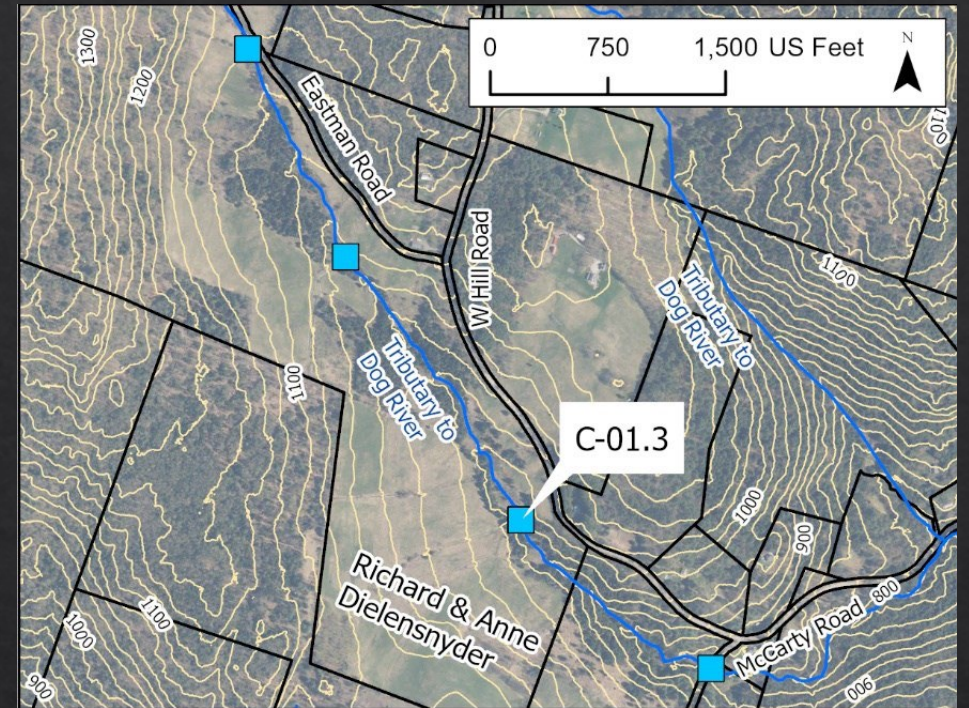 0 750 1,500 US Feet
N
1300
1200
Eastman Road
1100
W Hill Road
1100
Tributary to
Dog River
Tributary to
Dog River
1100
C-01.3
1000
900
Richard & Anne
Dielensnyder
McCarty Road
800
900
1100
1000
900